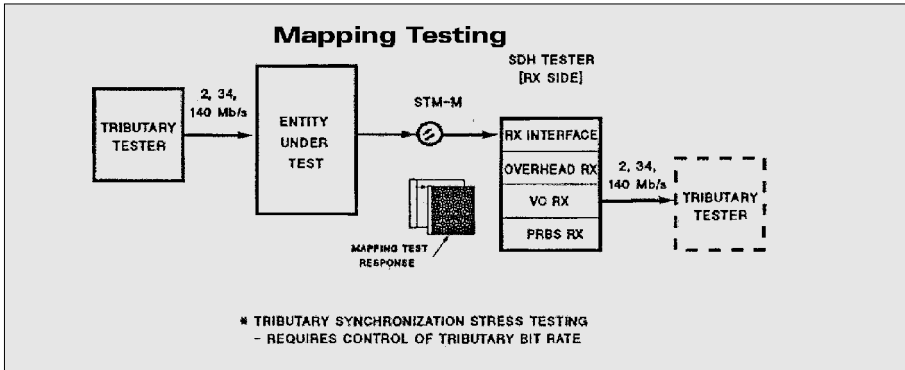 Mapping Testing
SDH TESTER
[RX SIDE]
2, 34,
140 Mb/s
STM-M
TRIBUTARY
TESTER
ENTITY
UNDER
TEST
RX INTERFACE
OVERHEAD RX
VC RX
PRBS RX
2, 34,
140 Mb/s
TRIBUTARY
TESTER
MAPPING TEST
RESPONSE
* TRIBUTARY SYNCHRONIZATION STRESS TESTING
- REQUIRES CONTROL OF TRIBUTARY BIT RATE